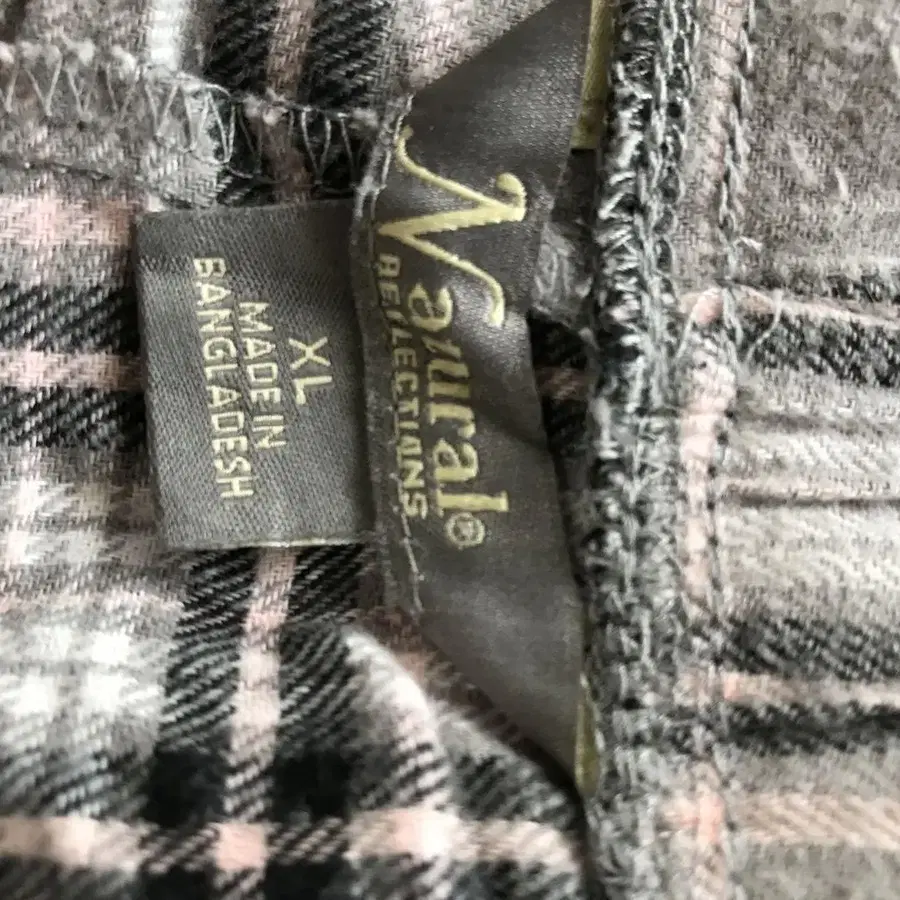 Natural®
REFLECTIONS
XL
MADE IN
BANGLADESH